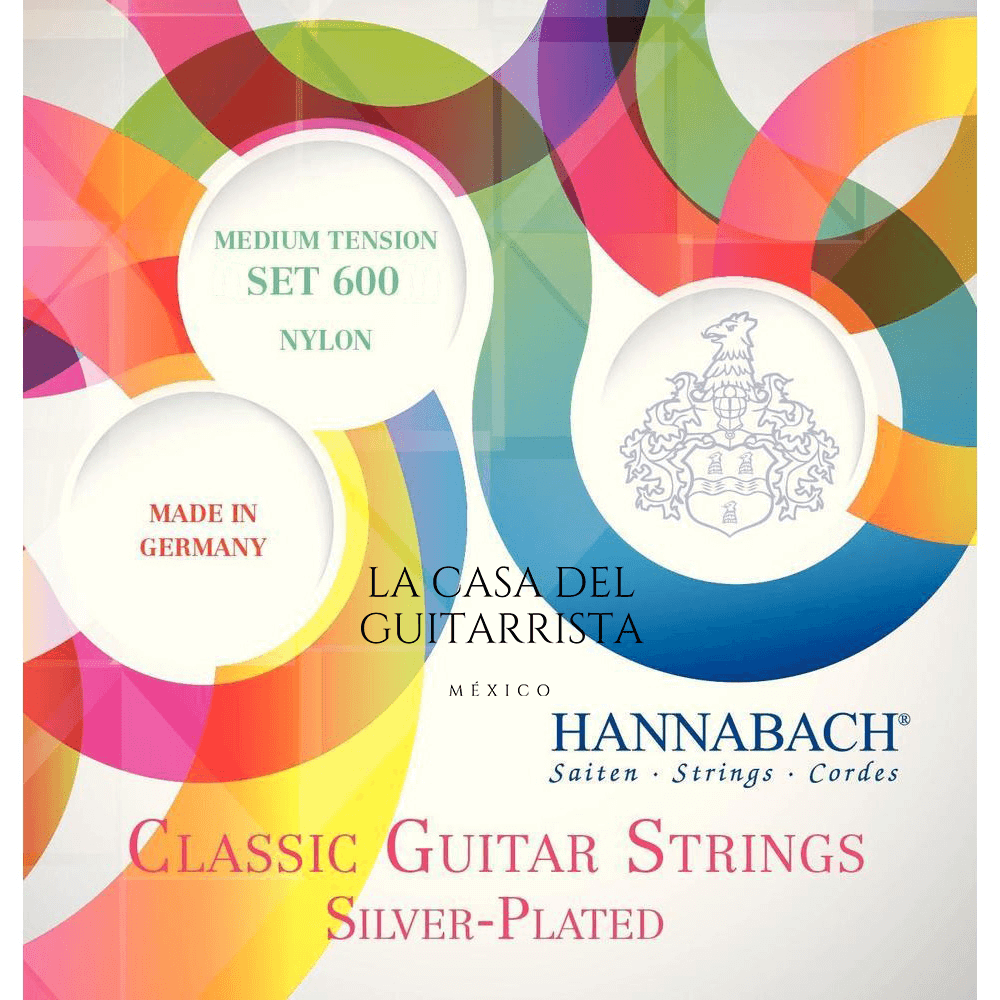 MEDIUM TENSION
SET 600
NYLON
MADE IN
GERMANY
LA CASA DEL
GUITARRISTA
MÉXICO
HANNABACH®
Saiten · Strings · Cordes
CLASSIC GUITAR STRINGS
SILVER-PLATED